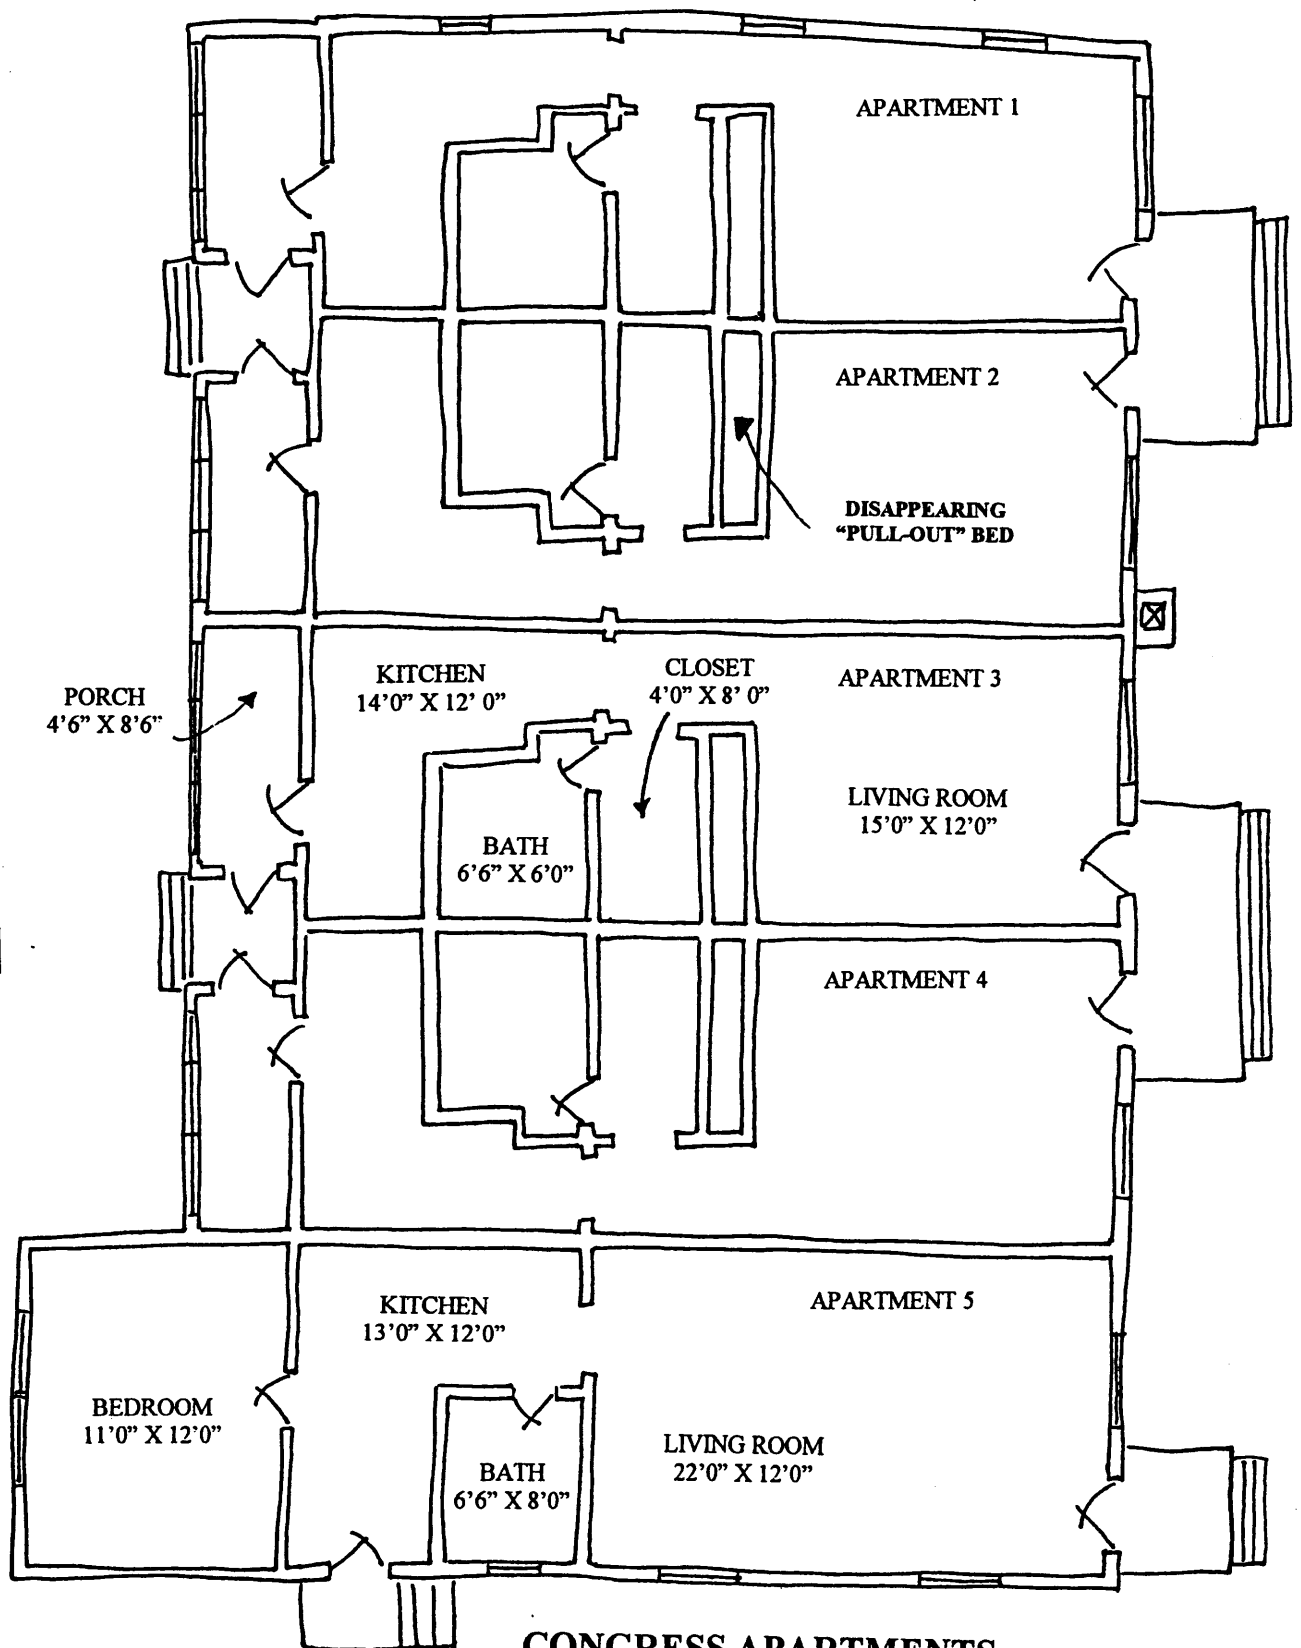 APARTMENT 1
APARTMENT 2
DISAPPEARING
“PULL-OUT” BED
PORCH
4’6” X 8’6”
KITCHEN
14’0” X 12’ 0”
CLOSET
4’0” X 8’ 0”
APARTMENT 3
LIVING ROOM
15’0” X 12’0”
BATH
6’6” X 6’0”
APARTMENT 4
KITCHEN
13’0” X 12’0”
APARTMENT 5
BEDROOM
11’0” X 12’0”
BATH
6’6” X 8’0”
LIVING ROOM
22’0” X 12’0”
CONGRESS APARTMENTS